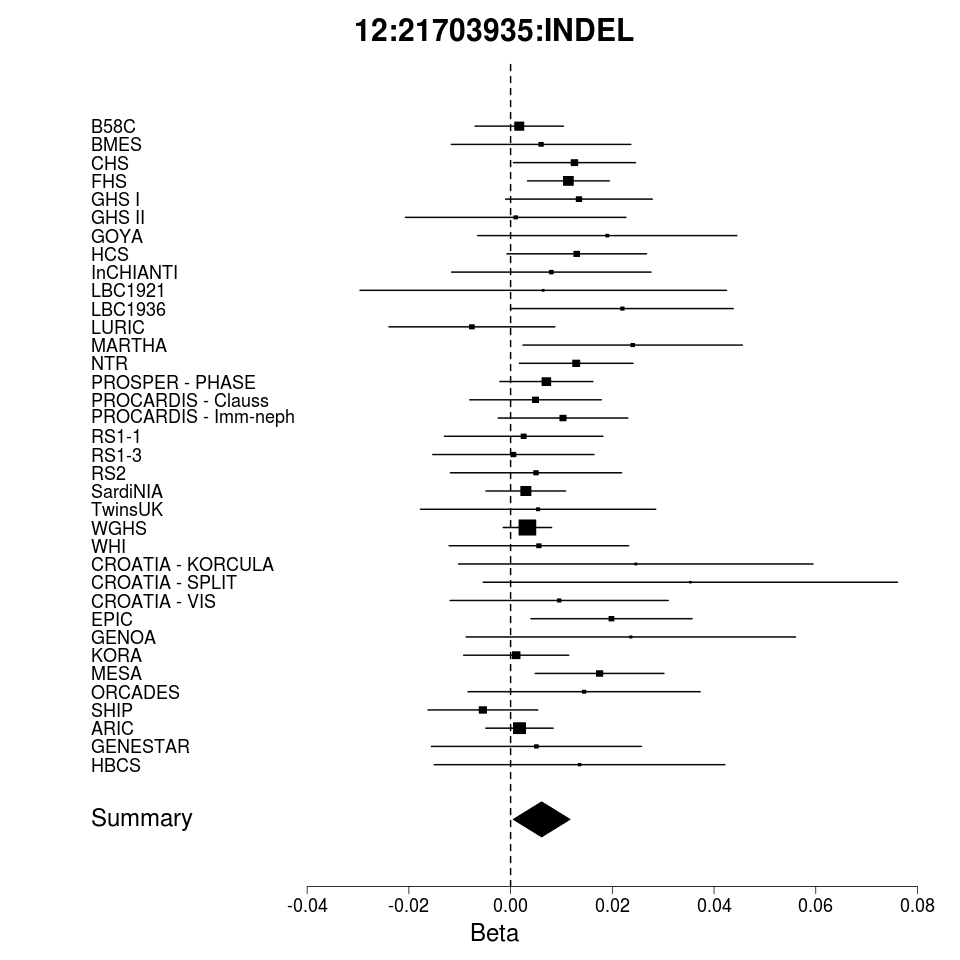 12:21703935:INDEL
B58C
BMES
CHS
FHS
GHS I
GHS II
GOYA
HCS
InCHIANTI
LBC1921
LBC1936
LURIC
MARTHA
NTR
PROSPER - PHASE
PROCARDIS - Clauss
PROCARDIS - Imm-neph
RS1-1
RS1-3
RS2
SardiNIA
TwinsUK
WGHS
WHI
CROATIA - KORCULA
CROATIA - SPLIT
CROATIA - VIS
EPIC
GENOA
KORA
MESA
ORCADES
SHIP
ARIC
GENESTAR
HBCS
Summary
-0.04 -0.02 0.00 0.02 0.04 0.06 0.08
Beta